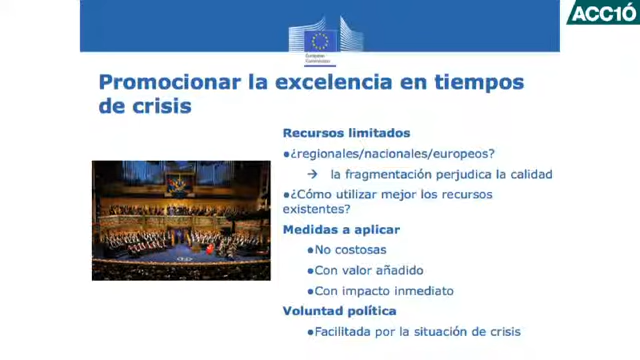 ACC1Ó
European
Commission
Promocionar la excelencia en tiempos
de crisis
Recursos limitados
●¿regionales/nacionales/europeos?
→ la fragmentación perjudica la calidad
●¿Cómo utilizar mejor los recursos
existentes?
Medidas a aplicar
●No costosas
●Con valor añadido
●Con impacto inmediato
Voluntad política
●Facilitada por la situación de crisis